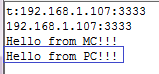 t:192.168.1.107:3333
192.168.1.107:3333
Hello from MC!!!
Hello from PC!!!